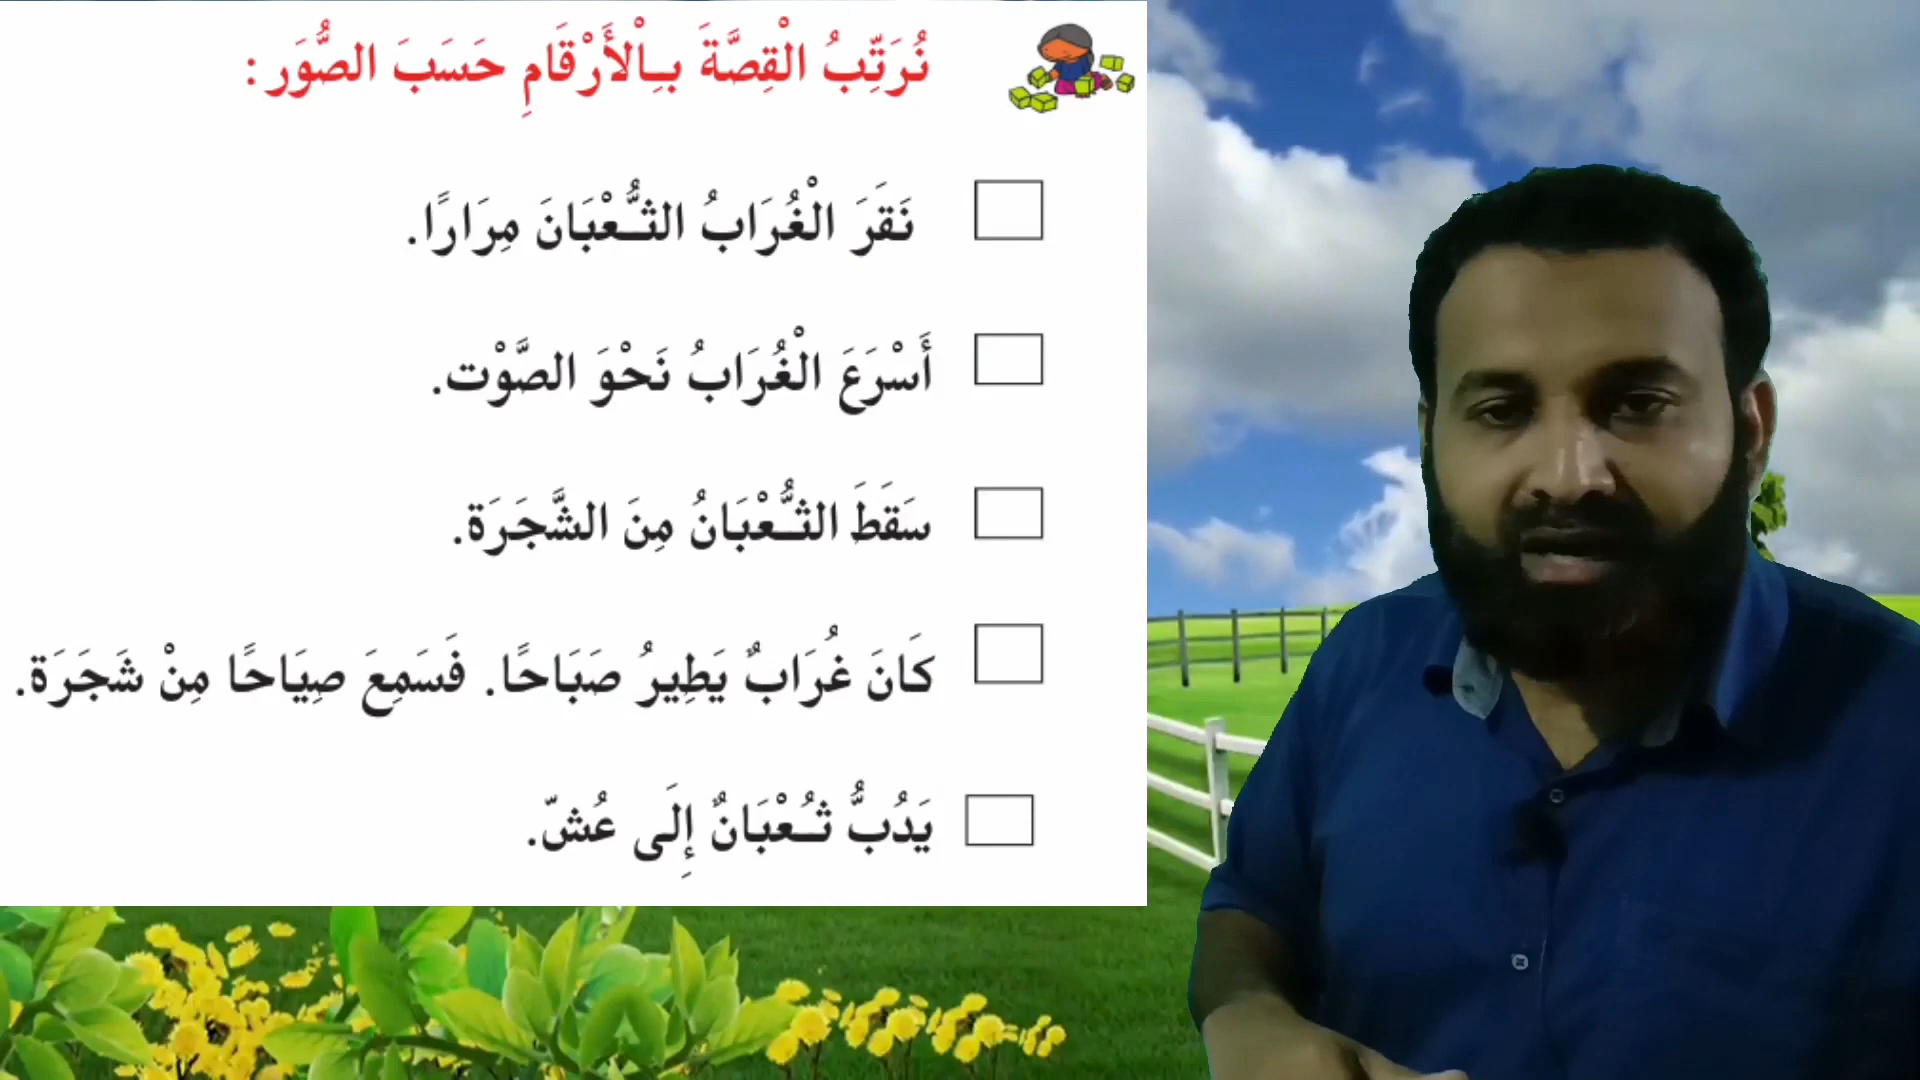 نُرَتِّبُ الْقِصَّةَ بِالْأَرْقَامِ حَسَبَ الصُّوَر :
نَقَرَ الْغُرَابُ الثُّعْبَانَ مِرَارًا.
أَسْرَعَ الْغُرَابُ نَحْوَ الصَّوْت.
سَقَطَ الثُّعْبَانُ مِنَ الشَّجَرَة.
كَانَ غُرَابٌ يَطِيرُ صَبَاحًا. فَسَمِعَ صِيَاحًا مِنْ شَجَرَة.
يَدُبُّ ثُعْبَانٌ إِلَى عُشّ.